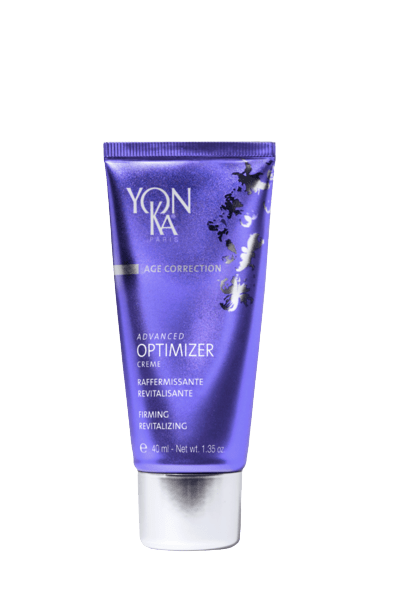 YON
KA
PARIS
AGE CORRECTION
ADVANCED
OPTIMIZER
CREME
RAFFERMISSANTE
REVITALISANTE
FIRMING
REVITALIZING
℮ 40 ml - Net wt. 1.35 oz